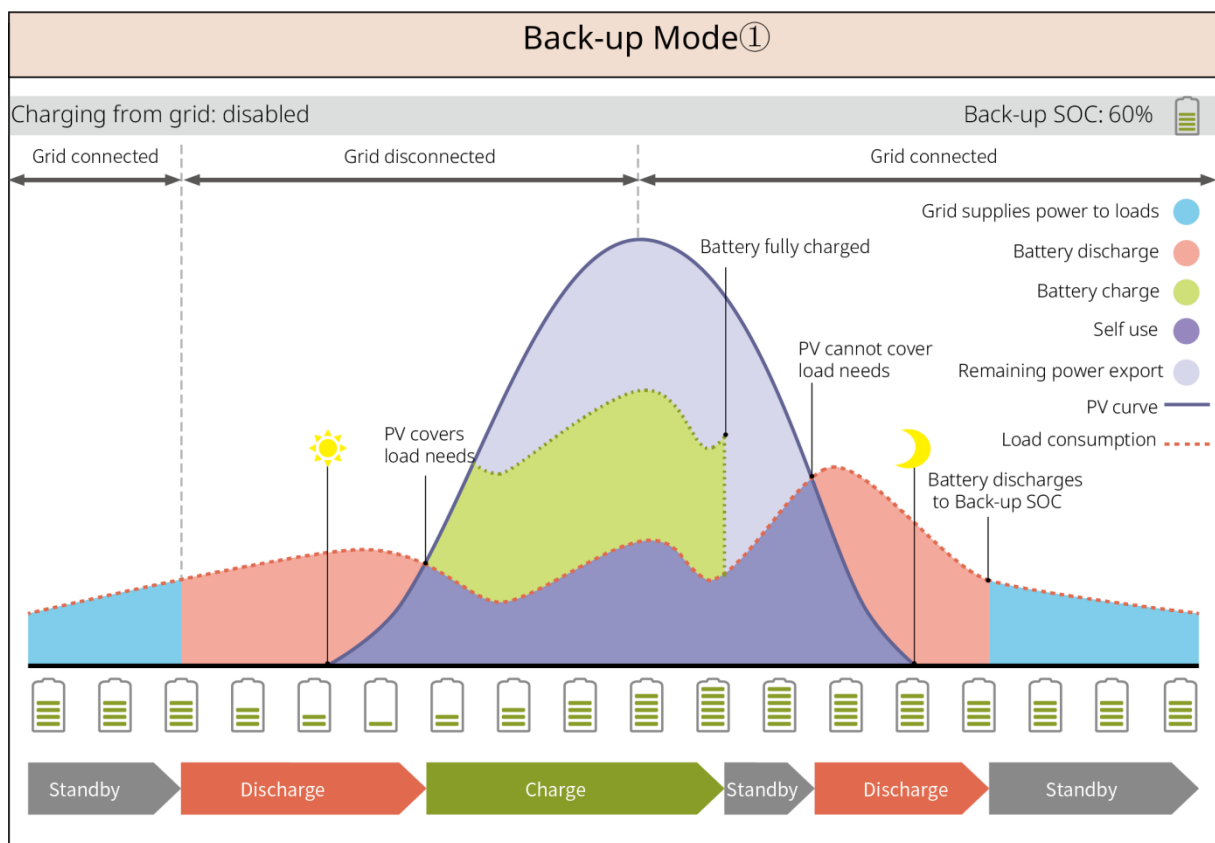 Back-up Mode①
Charging from grid: disabled
Back-up SOC: 60%
Grid connected
Grid disconnected
Grid connected
Grid supplies power to loads
Battery discharge
Battery charge
Self use
Remaining power export
PV curve
Load consumption
Battery fully charged
PV cannot cover
load needs
PV covers
load needs
Battery discharges
to Back-up SOC
Standby
Discharge
Charge
Standby
Discharge
Standby